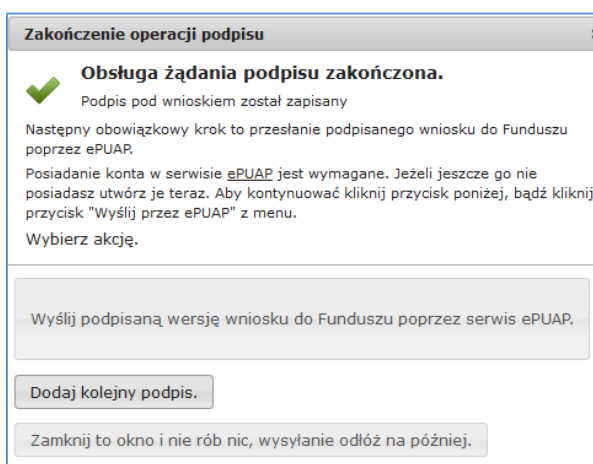 Zakończenie operacji podpisu
Obsługa żądania podpisu zakończona.
Podpis pod wnioskiem został zapisany
Następny obowiązkowy krok to przesłanie podpisanego wniosku do Funduszu
poprzez ePUAP.
Posiadanie konta w serwisie ePUAP jest wymagane. Jeżeli jeszcze go nie
posiadasz utwórz je teraz. Aby kontynuować kliknij przycisk poniżej, bądź kliknij
przycisk "Wyślij przez ePUAP" z menu.
Wybierz akcję.
Wyślij podpisaną wersję wniosku do Funduszu poprzez serwis ePUAP.
Dodaj kolejny podpis.
Zamknij to okno i nie rób nic, wysyłanie odłóż na później.